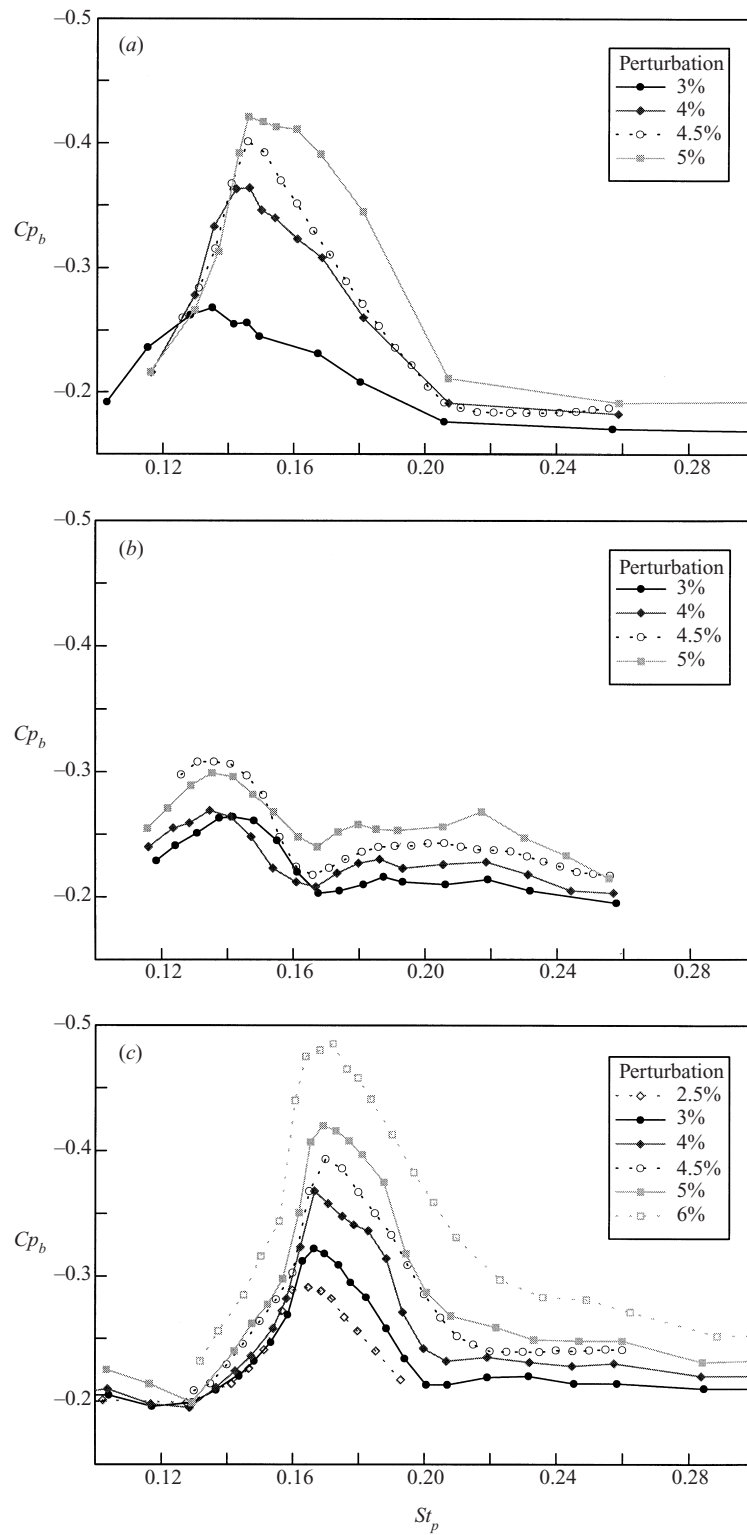 –0.5
(a)
Perturbation
3%
4%
4.5%
5%
–0.4
Cp_b
–0.3
–0.2
0.12 0.16 0.20 0.24 0.28
–0.5
(b)
Perturbation
3%
4%
4.5%
5%
–0.4
Cp_b
–0.3
–0.2
0.12 0.16 0.20 0.24 0.28
–0.5
(c)
Perturbation
2.5%
3%
4%
4.5%
5%
6%
–0.4
Cp_b
–0.3
–0.2
0.12 0.16 0.20 0.24 0.28
St_p